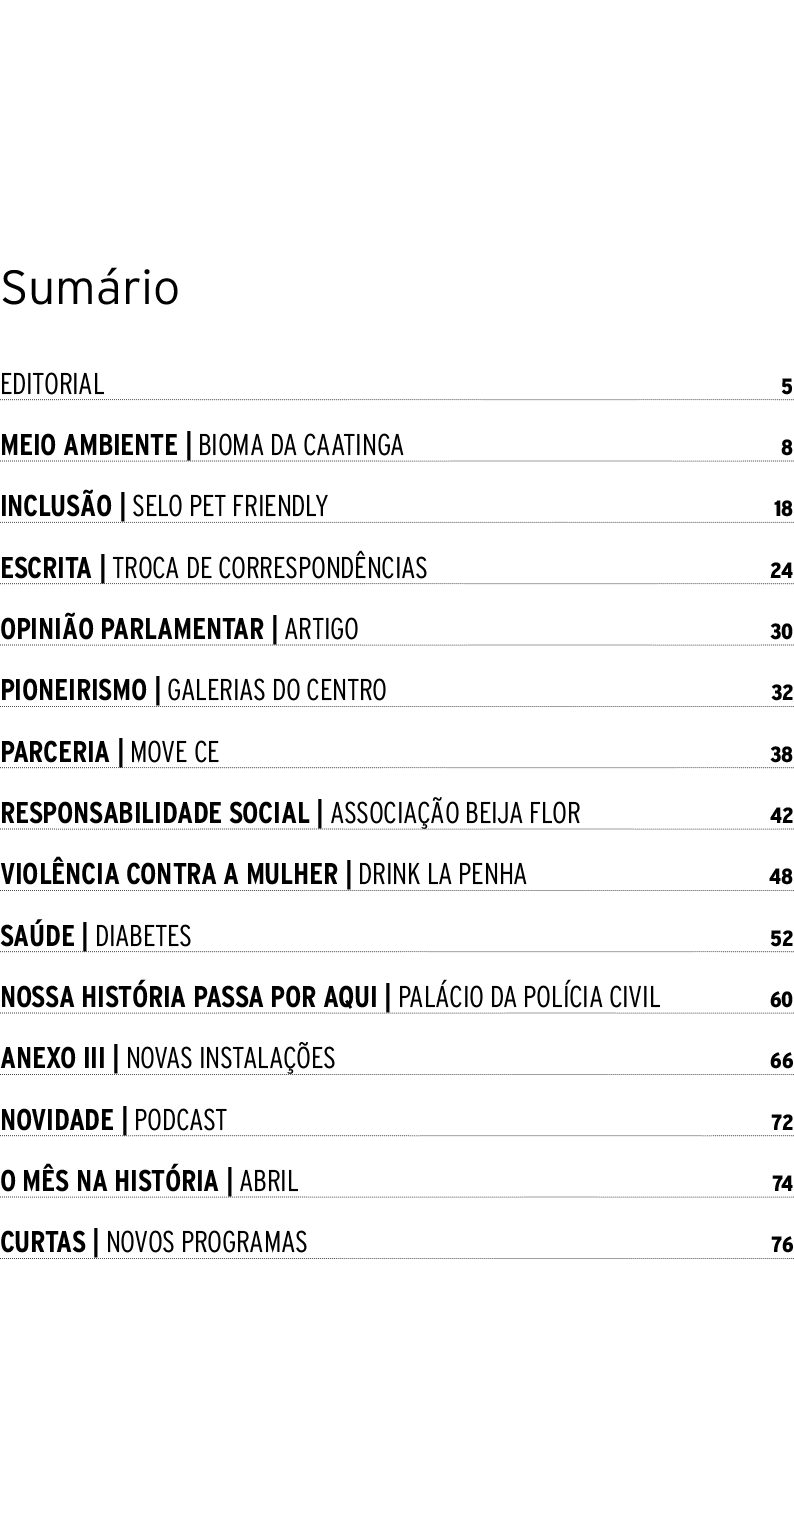 Sumário
EDITORIAL 5
MEIO AMBIENTE | BIOMA DA CAATINGA 8
INCLUSÃO | SELO PET FRIENDLY 18
ESCRITA | TROCA DE CORRESPONDÊNCIAS 24
OPINIÃO PARLAMENTAR | ARTIGO 30
PIONEIRISMO | GALERIAS DO CENTRO 32
PARCERIA | MOVE CE 38
RESPONSABILIDADE SOCIAL | ASSOCIAÇÃO BEIJA FLOR 42
VIOLÊNCIA CONTRA A MULHER | DRINK LA PENHA 48
SAÚDE | DIABETES 52
NOSSA HISTÓRIA PASSA POR AQUI | PALÁCIO DA POLÍCIA CIVIL 60
ANEXO III | NOVAS INSTALAÇÕES 66
NOVIDADE | PODCAST 72
O MÊS NA HISTÓRIA | ABRIL 74
CURTAS | NOVOS PROGRAMAS 76